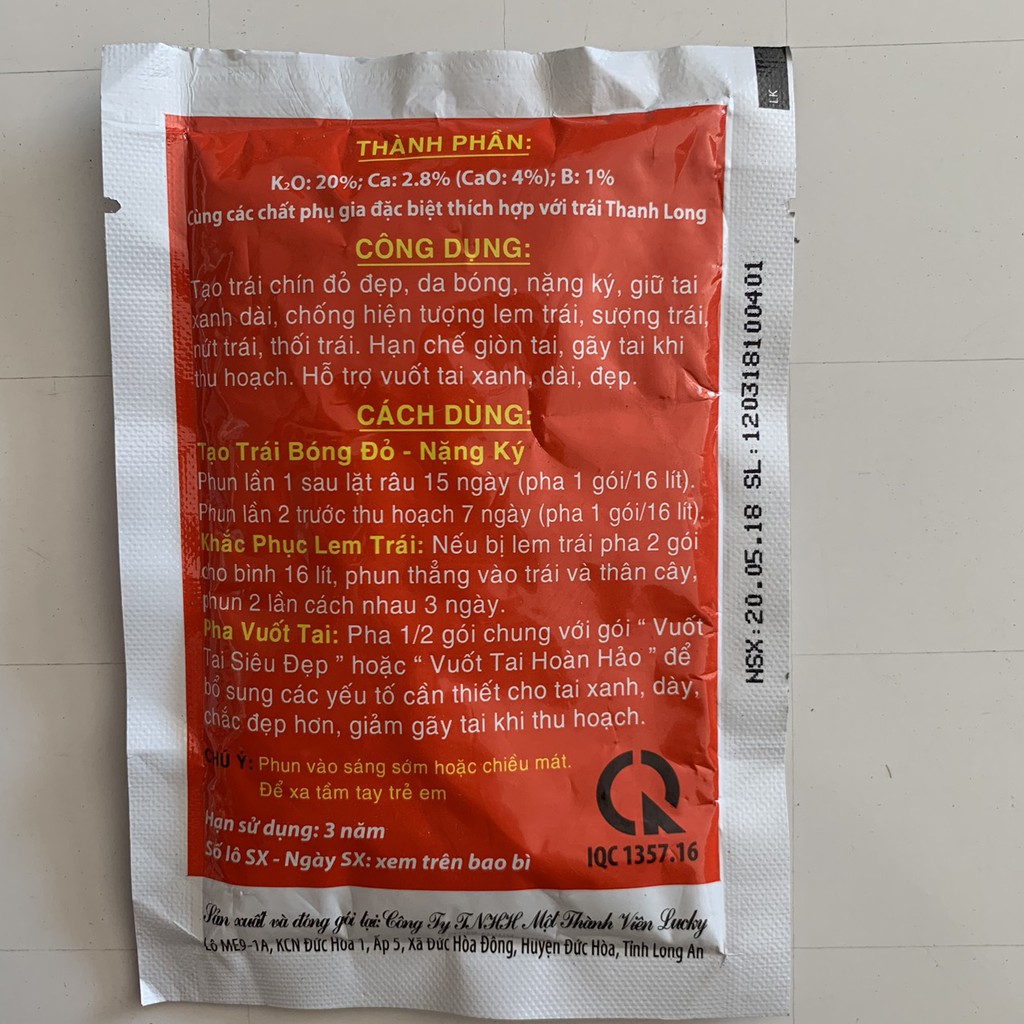 THÀNH PHẦN:
K₂O: 20%; Ca: 2.8% (CaO: 4%); B: 1%
Cùng các chất phụ gia đặc biệt thích hợp với trái Thanh Long
CÔNG DỤNG:
Tạo trái chín đỏ đẹp, da bóng, nặng ký, giữ tai
xanh dài, chống hiện tượng lem trái, sượng trái,
nứt trái, thối trái. Hạn chế giòn tai, gãy tai khi
thu hoạch. Hỗ trợ vuốt tai xanh, dài, đẹp.
CÁCH DÙNG:
Tạo Trái Bóng Đỏ - Nặng Ký
Phun lần 1 sau lặt râu 15 ngày (pha 1 gói/16 lít).
Phun lần 2 trước thu hoạch 7 ngày (pha 1 gói/16 lít).
Khắc Phục Lem Trái: Nếu bị lem trái pha 2 gói
cho bình 16 lít, phun thẳng vào trái và thân cây,
phun 2 lần cách nhau 3 ngày.
Pha Vuốt Tai: Pha 1/2 gói chung với gói “ Vuốt
Tai Siêu Đẹp ” hoặc “ Vuốt Tai Hoàn Hảo ” để
bổ sung các yếu tố cần thiết cho tai xanh, dày,
chắc đẹp hơn, giảm gãy tai khi thu hoạch.
CHÚ Ý: Phun vào sáng sớm hoặc chiều mát.
Để xa tầm tay trẻ em
Hạn sử dụng: 3 năm
Số lô SX - Ngày SX: xem trên bao bì
IQC 1357.16
Sản xuất và đóng gói tại: Công Ty TNHH Một Thành Viên Lucky
Lô ME9-1A, KCN Đức Hòa 1, Ấp 5, Xã Đức Hòa Đông, Huyện Đức Hòa, Tỉnh Long An
NSX:20.05.18 SL:120318100401
LK